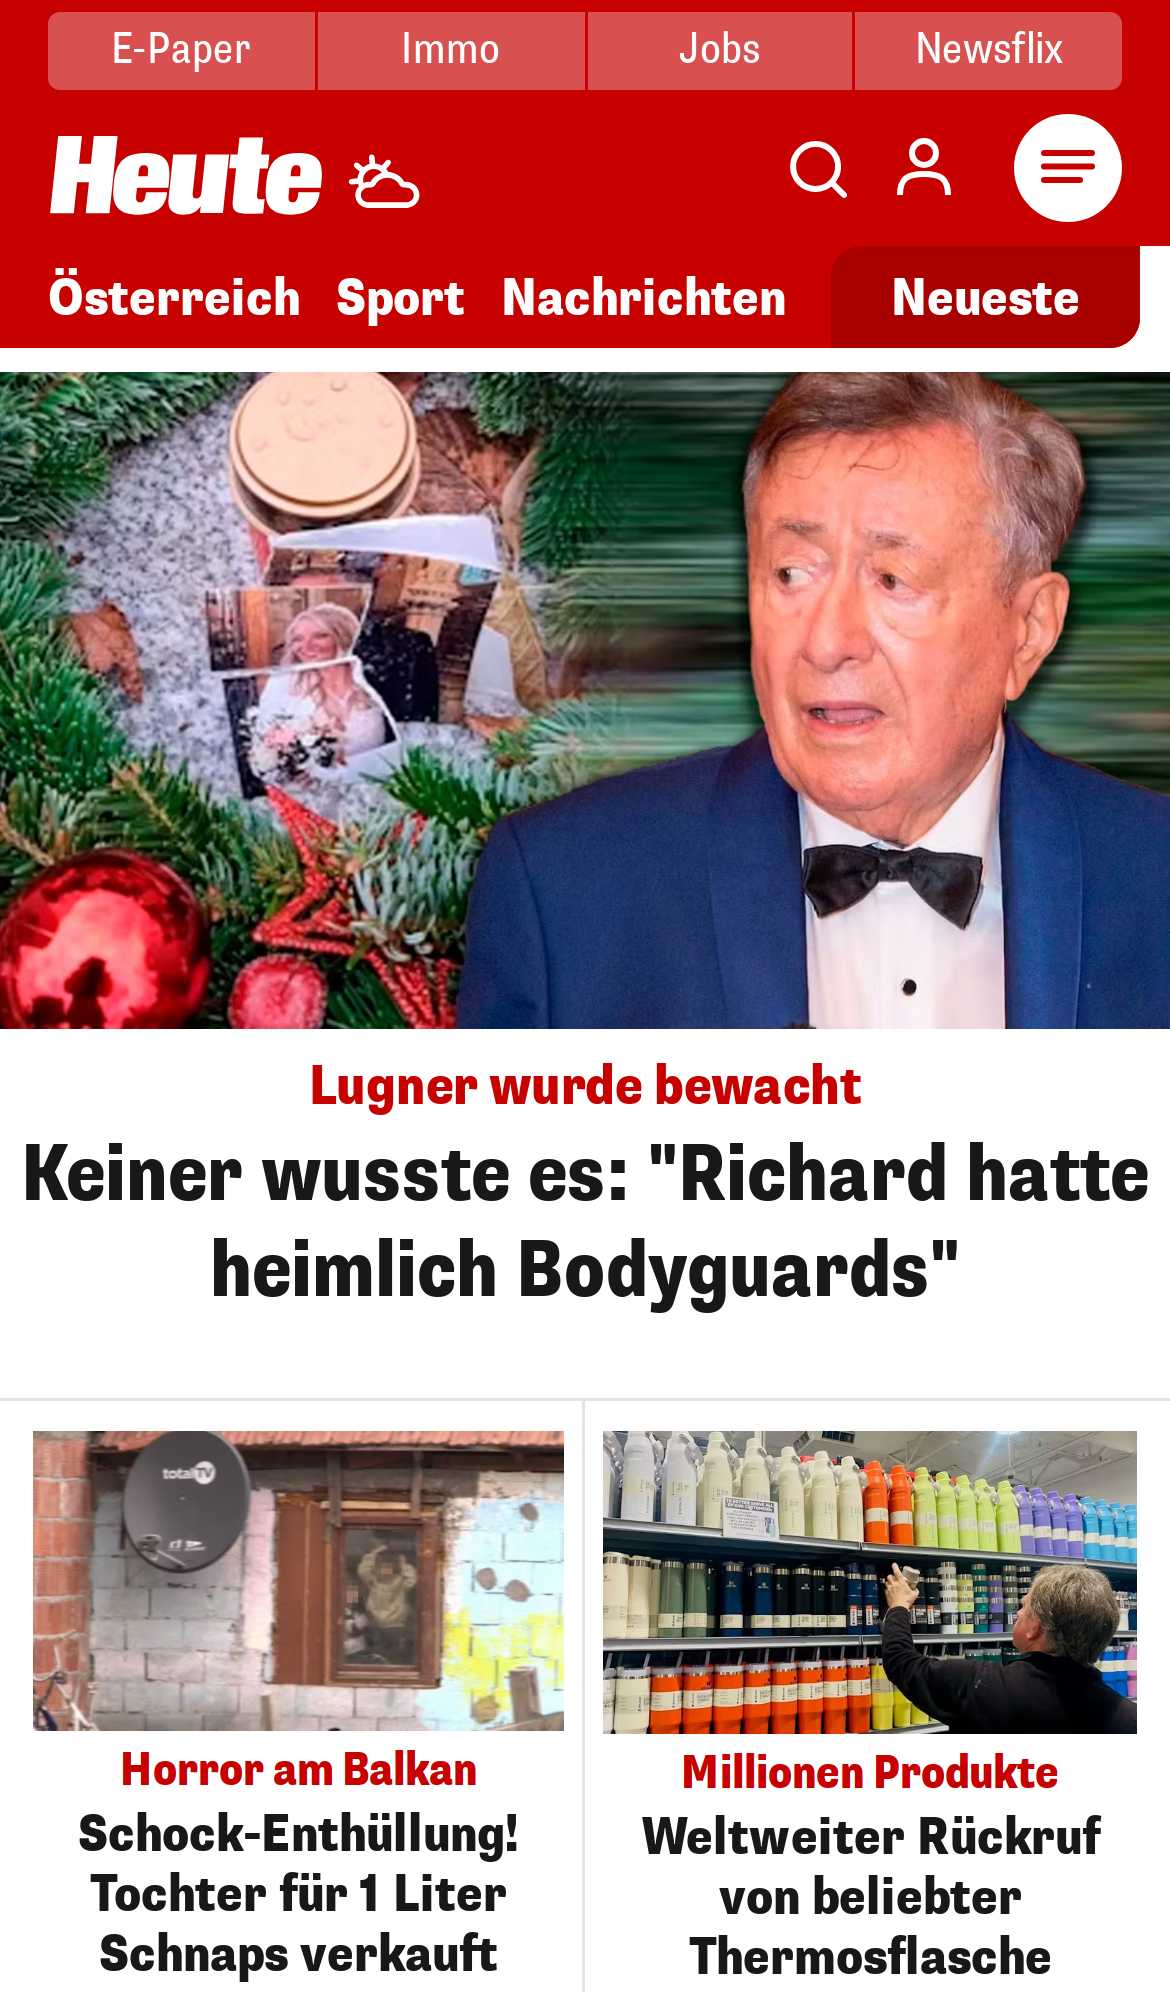 E-Paper Immo Jobs Newsflix
Heute
Österreich Sport Nachrichten Neueste
Lugner wurde bewacht
Keiner wusste es: "Richard hatte
heimlich Bodyguards"
totalTV
Horror am Balkan
Schock-Enthüllung!
Tochter für 1 Liter
Schnaps verkauft
Millionen Produkte
Weltweiter Rückruf
von beliebter
Thermosflasche